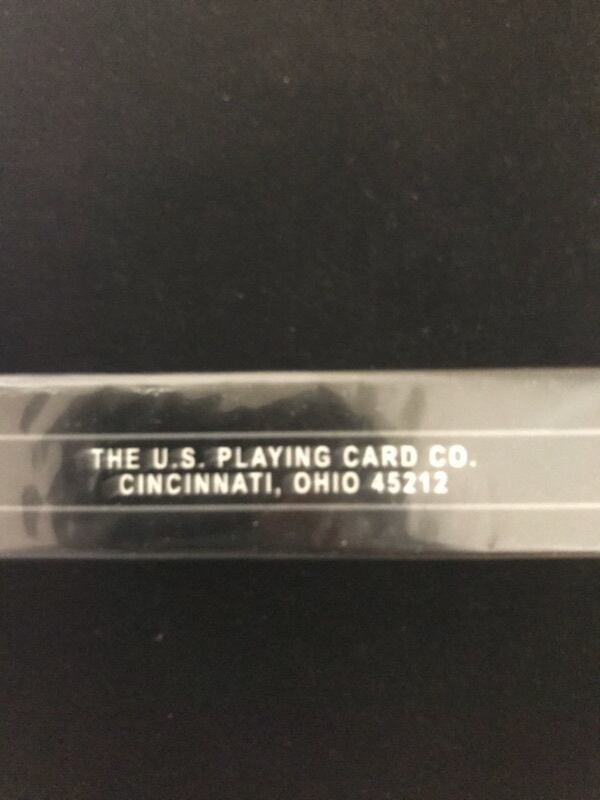 THE U.S. PLAYING CARD CO.
CINCINNATI, OHIO 45212